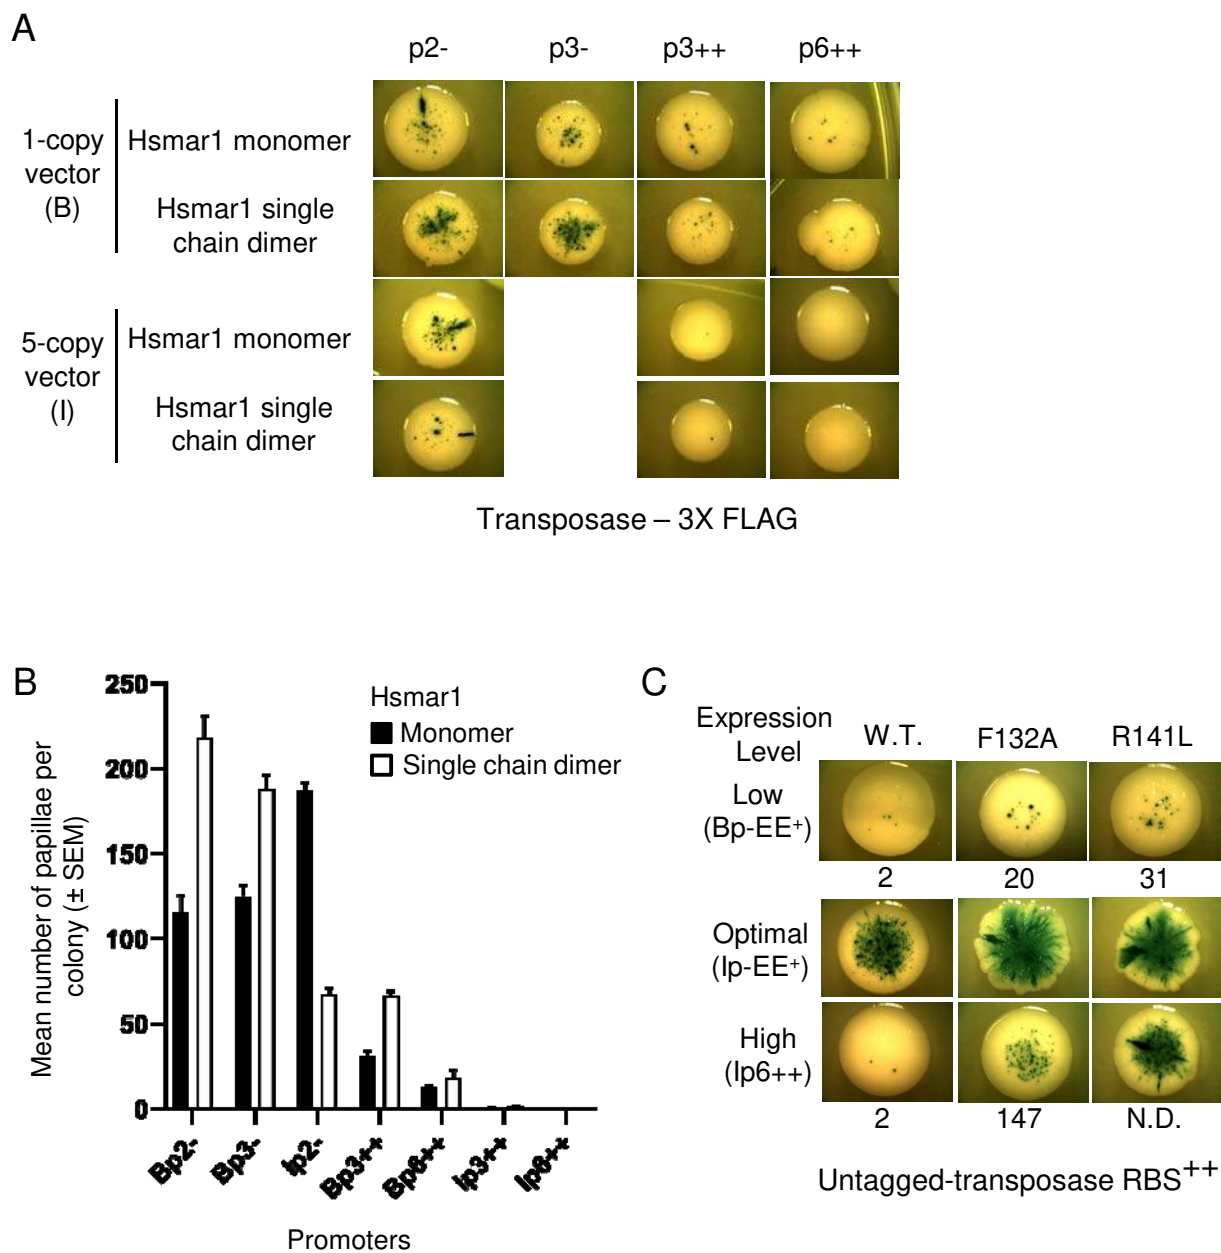 A
p2- p3- p3++ p6++
1-copy
vector
(B)
Hsmar1 monomer
Hsmar1 single
chain dimer
5-copy
vector
(I)
Hsmar1 monomer
Hsmar1 single
chain dimer
Transposase – 3X FLAG
B
Mean number of papillae per
colony (± SEM)
250
200
150
100
50
0
Hsmar1
Monomer
Single chain dimer
Bp2- Bp3- Ip2- Bp3++ Bp6++ Ip3++ Ip6++
Promoters
C
Expression
Level
W.T. F132A R141L
Low
(Bp-EE⁺)
2 20 31
Optimal
(Ip-EE⁺)
High
(Ip6++)
2 147 N.D.
Untagged-transposase RBS⁺⁺